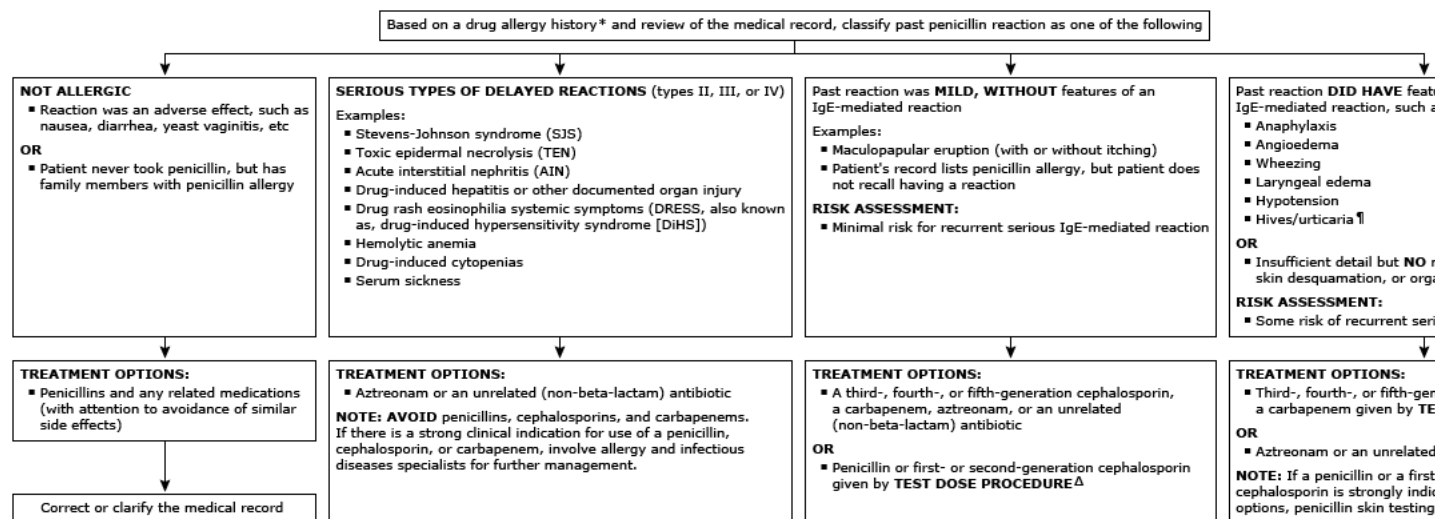 Based on a drug allergy history* and review of the medical record, classify past penicillin reaction as one of the following
NOT ALLERGIC
▪ Reaction was an adverse effect, such as
nausea, diarrhea, yeast vaginitis, etc
OR
▪ Patient never took penicillin, but has
family members with penicillin allergy
TREATMENT OPTIONS:
▪ Penicillins and any related medications
(with attention to avoidance of similar
side effects)
Correct or clarify the medical record
SERIOUS TYPES OF DELAYED REACTIONS (types II, III, or IV)
Examples:
▪ Stevens-Johnson syndrome (SJS)
▪ Toxic epidermal necrolysis (TEN)
▪ Acute interstitial nephritis (AIN)
▪ Drug-induced hepatitis or other documented organ injury
▪ Drug rash eosinophilia systemic symptoms (DRESS, also known
as, drug-induced hypersensitivity syndrome [DiHS])
▪ Hemolytic anemia
▪ Drug-induced cytopenias
▪ Serum sickness
TREATMENT OPTIONS:
▪ Aztreonam or an unrelated (non-beta-lactam) antibiotic
NOTE: AVOID penicillins, cephalosporins, and carbapenems.
If there is a strong clinical indication for use of a penicillin,
cephalosporin, or carbapenem, involve allergy and infectious
diseases specialists for further management.
Past reaction was MILD, WITHOUT features of an
IgE-mediated reaction
Examples:
▪ Maculopapular eruption (with or without itching)
▪ Patient's record lists penicillin allergy, but patient does
not recall having a reaction
RISK ASSESSMENT:
▪ Minimal risk for recurrent serious IgE-mediated reaction
TREATMENT OPTIONS:
▪ A third-, fourth-, or fifth-generation cephalosporin,
a carbapenem, aztreonam, or an unrelated
(non-beta-lactam) antibiotic
OR
▪ Penicillin or first- or second-generation cephalosporin
given by TEST DOSE PROCEDURE Δ
Past reaction DID HAVE
IgE-mediated reaction, such
▪ Anaphylaxis
▪ Angioedema
▪ Wheezing
▪ Laryngeal edema
▪ Hypotension
▪ Hives/urticaria ¶
OR
▪ Insufficient detail but NO
skin desquamation, or
RISK ASSESSMENT:
▪ Some risk of recurrent
TREATMENT OPTIONS:
▪ Third-, fourth-, or
a carbapenem given by
OR
▪ Aztreonam or an unrelated
NOTE: If a penicillin or a first
cephalosporin is strongly
options, penicillin skin testing